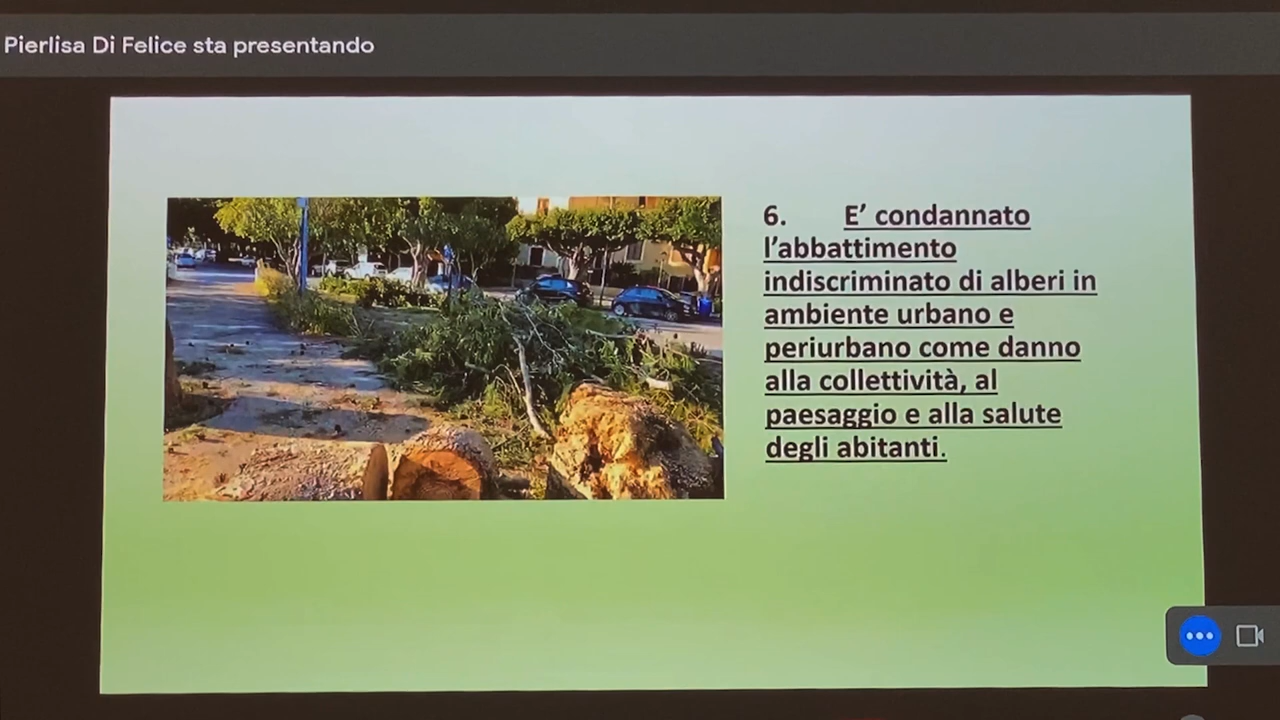 Pierlisa Di Felice sta presentando
6. E’ condannato
l’abbattimento
indiscriminato di alberi in
ambiente urbano e
periurbano come danno
alla collettività, al
paesaggio e alla salute
degli abitanti.